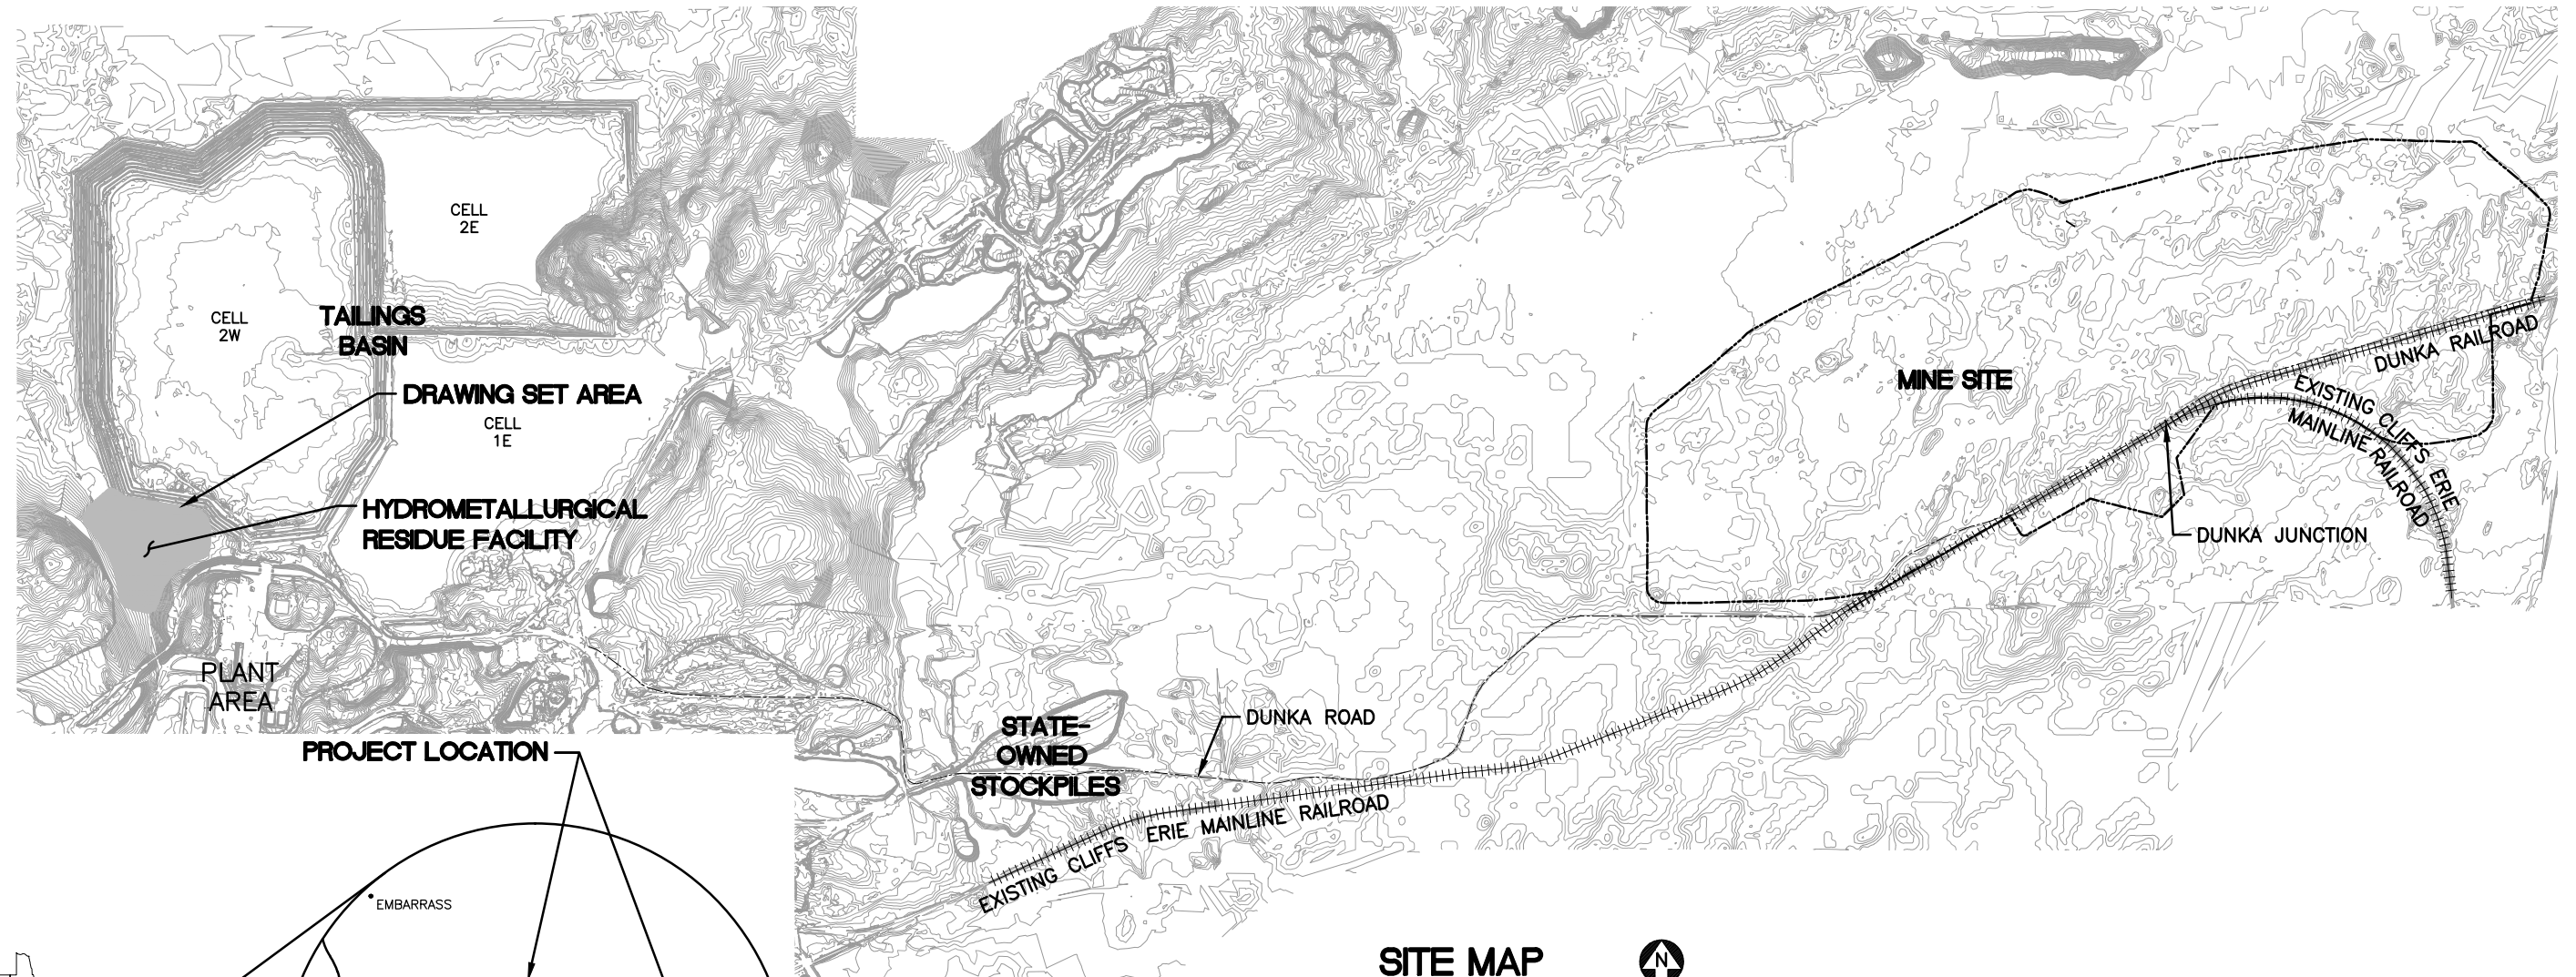 CELL
2E
CELL
2W
TAILINGS
BASIN
DRAWING SET AREA
CELL
1E
HYDROMETALLURGICAL
RESIDUE FACILITY
PLANT
AREA
MINE SITE
DUNKA RAILROAD
EXISTING CLIFFS ERIE
MAINLINE RAILROAD
DUNKA JUNCTION
STATE-
OWNED
STOCKPILES
DUNKA ROAD
EXISTING CLIFFS ERIE MAINLINE RAILROAD
PROJECT LOCATION
EMBARRASS
SITE MAP
N